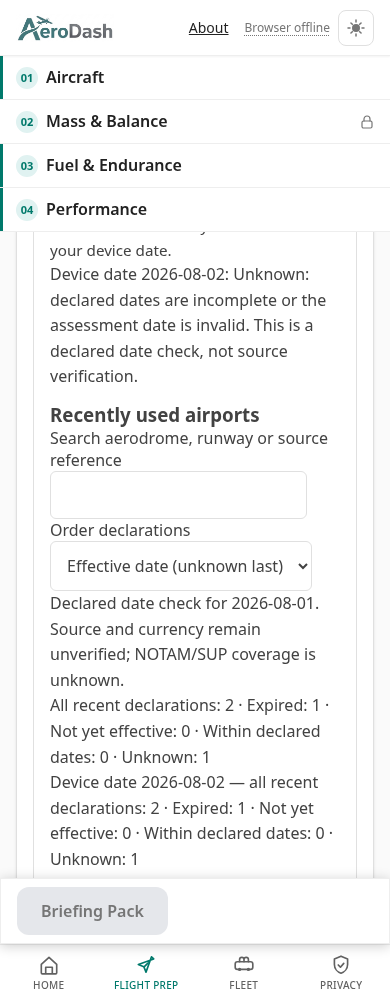 AeroDash
About
Browser offline
01 Aircraft
02 Mass & Balance
03 Fuel & Endurance
04 Performance
your device date.
Device date 2026-08-02: Unknown:
declared dates are incomplete or the
assessment date is invalid. This is a
declared date check, not source
verification.
Recently used airports
Search aerodrome, runway or source
reference
Order declarations
Effective date (unknown last)
Declared date check for 2026-08-01.
Source and currency remain
unverified; NOTAM/SUP coverage is
unknown.
All recent declarations: 2 · Expired: 1 ·
Not yet effective: 0 · Within declared
dates: 0 · Unknown: 1
Device date 2026-08-02 — all recent
declarations: 2 · Expired: 1 · Not yet
effective: 0 · Within declared dates: 0 ·
Unknown: 1
Briefing Pack
HOME
FLIGHT PREP
FLEET
PRIVACY